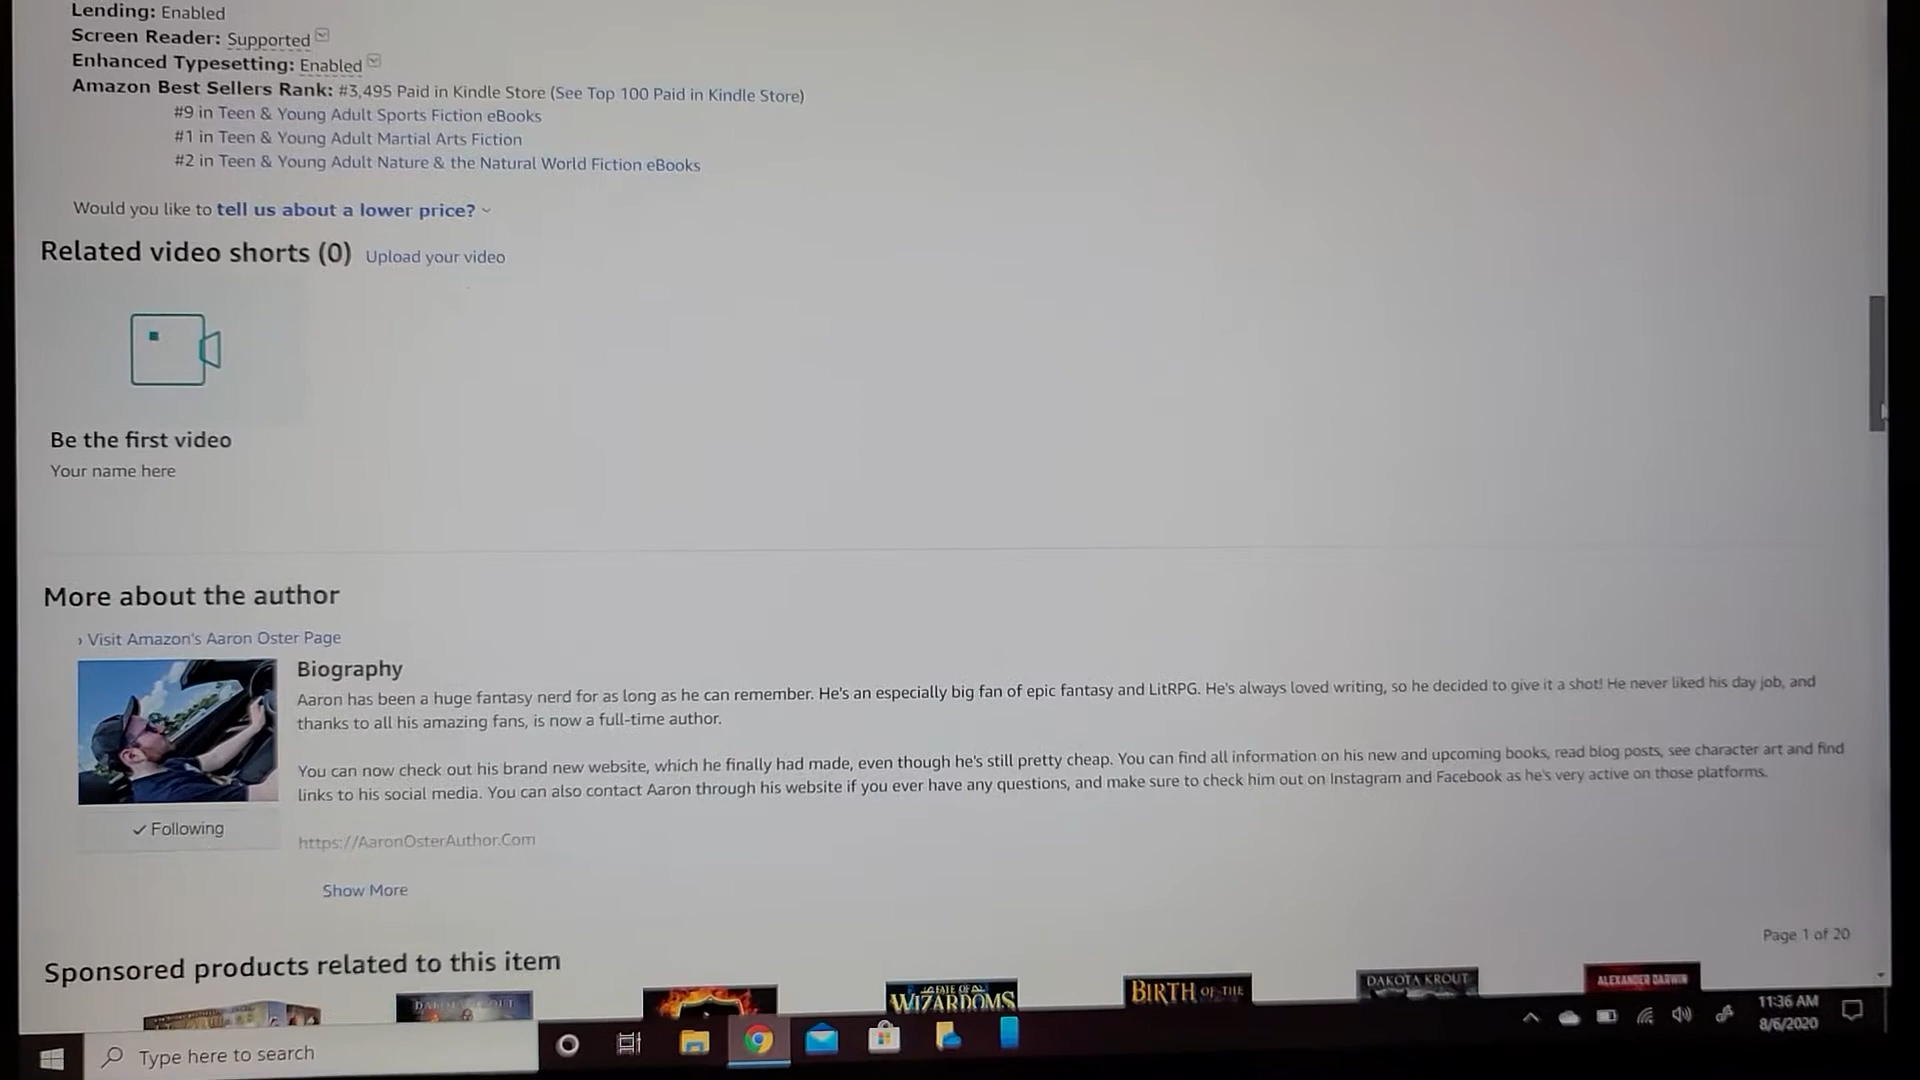 Lending: Enabled
Screen Reader: Supported
Enhanced Typesetting: Enabled
Amazon Best Sellers Rank: #3,495 Paid in Kindle Store (See Top 100 Paid in Kindle Store)
#9 in Teen & Young Adult Sports Fiction eBooks
#1 in Teen & Young Adult Martial Arts Fiction
#2 in Teen & Young Adult Nature & the Natural World Fiction eBooks
Would you like to tell us about a lower price?
Related video shorts (0) Upload your video
Be the first video
Your name here
More about the author
› Visit Amazon's Aaron Oster Page
Biography
Aaron has been a huge fantasy nerd for as long as he can remember. He's an especially big fan of epic fantasy and LitRPG. He's always loved writing, so he decided to give it a shot! He never liked his day job, and
thanks to all his amazing fans, is now a full-time author.
You can now check out his brand new website, which he finally had made, even though he's still pretty cheap. You can find all information on his new and upcoming books, read blog posts, see character art and find
links to his social media. You can also contact Aaron through his website if you ever have any questions, and make sure to check him out on Instagram and Facebook as he's very active on those platforms.
✓ Following
https://AaronOsterAuthor.Com
Show More
Page 1 of 20
Sponsored products related to this item
DAKOTA KROUT
FATE OF
WIZARDOMS
BIRTH OF THE
DAKOTA KROUT
ALEXANDER DARWIN
Type here to search
11:36 AM
8/6/2020